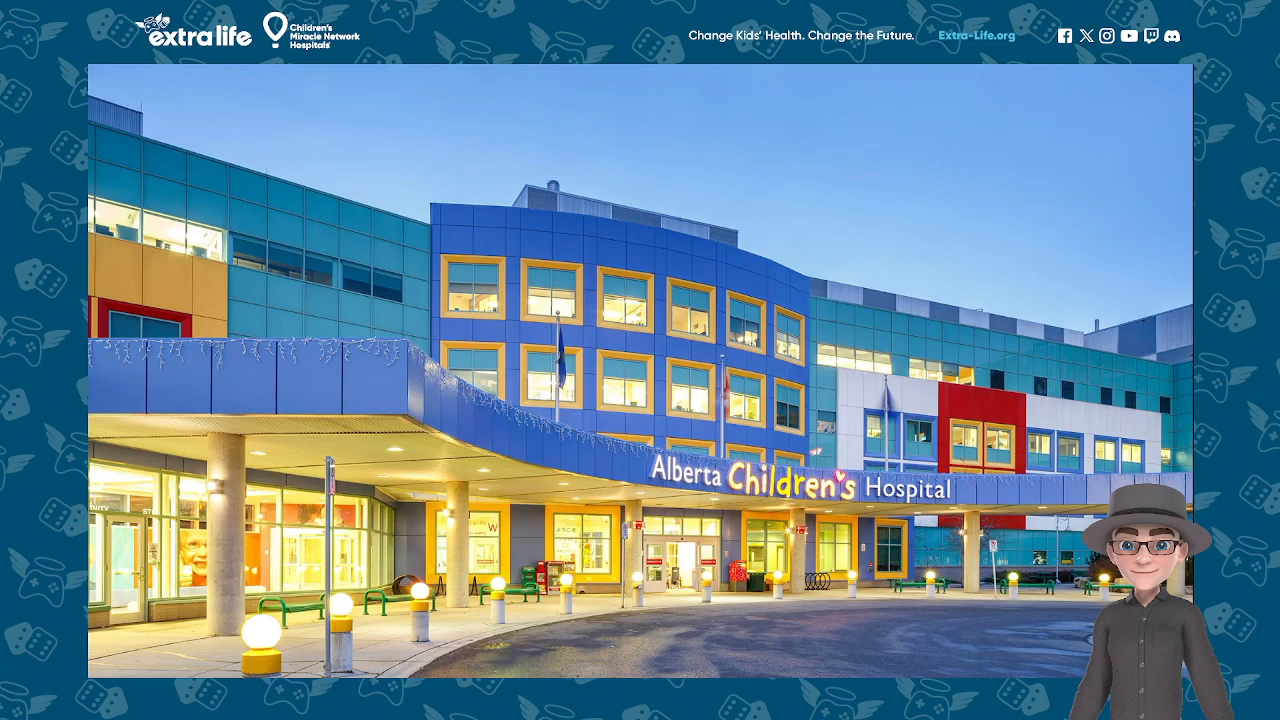 extra life
Children's
Miracle Network
Hospitals
Change Kids' Health. Change the Future.
Extra-Life.org
Alberta Children's Hospital